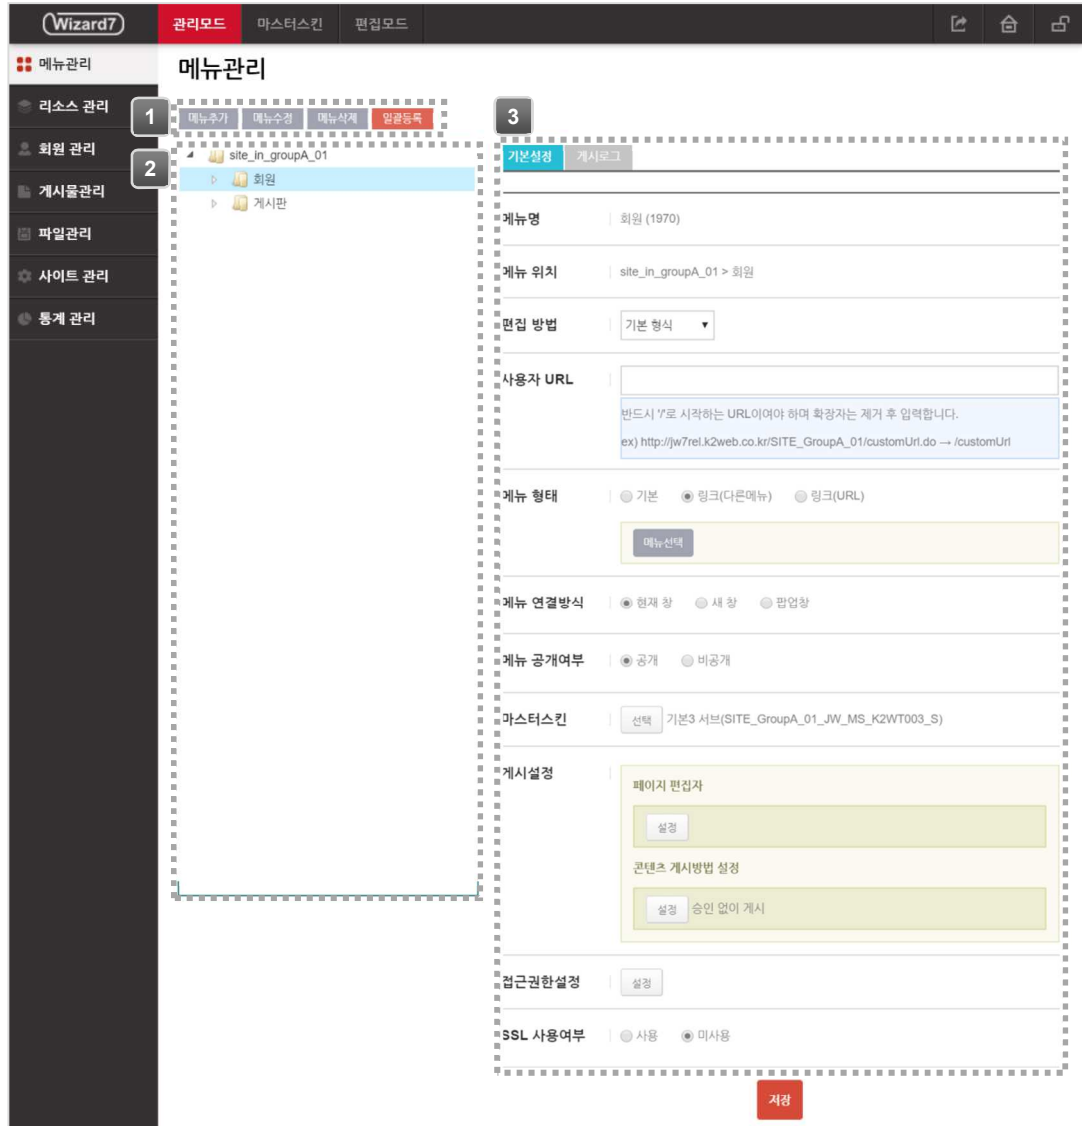 Wizard7 관리모드 마스터스킨 편집모드
메뉴관리
리소스 관리
회원 관리
게시물관리
파일관리
사이트 관리
통계 관리
메뉴관리
1
메뉴추가 메뉴수정 메뉴삭제 일괄등록
2
site_in_groupA_01
회원
게시판
3
기본설정 게시로그
메뉴명 회원 (1970)
메뉴 위치 site_in_groupA_01 > 회원
편집 방법 기본 형식
사용자 URL
반드시 '/'로 시작하는 URL이여야 하며 확장자는 제거 후 입력합니다.
ex) http://jw7rel.k2web.co.kr/SITE_GroupA_01/customUrl.do → /customUrl
메뉴 형태 기본 링크(다른메뉴) 링크(URL)
메뉴선택
메뉴 연결방식 현재 창 새 창 팝업창
메뉴 공개여부 공개 비공개
마스터스킨 선택 기본3 서브(SITE_GroupA_01_JW_MS_K2WT003_S)
게시설정
페이지 편집자
설정
콘텐츠 게시방법 설정
설정 승인 없이 게시
접근권한설정 설정
SSL 사용여부 사용 미사용
저장